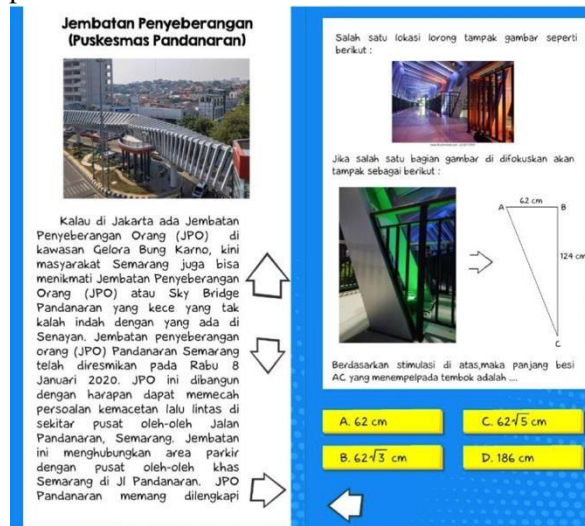 Jembatan Penyeberangan
(Puskesmas Pandanaran)
Kalau di Jakarta ada Jembatan
Penyeberangan Orang (JPO) di
kawasan Gelora Bung Karno, kini
masyarakat Semarang juga bisa
menikmati Jembatan Penyeberangan
Orang (JPO) atau Sky Bridge
Pandanaran yang kece yang tak
kalah indah dengan yang ada di
Senayan. Jembatan penyeberangan
orang (JPO) Pandanaran Semarang
telah diresmikan pada Rabu 8
Januari 2020. JPO ini dibangun
dengan harapan dapat memecah
persoalan kemacetan lalu lintas di
sekitar pusat oleh-oleh Jalan
Pandanaran, Semarang. Jembatan
ini menghubungkan area parkir
dengan pusat oleh-oleh khas
Semarang di Jl Pandanaran. JPO
Pandanaran memang dilengkapi
Salah satu lokasi lorong tampak gambar seperti
berikut :
Jika salah satu bagian gambar di difokuskan akan
tampak sebagai berikut :
62 cm
A
B
124 cm
C
Berdasarkan stimulasi di atas,maka panjang besi
AC yang menempelpada tembok adalah ....
A. 62 cm
C. 62√5 cm
B. 62√3 cm
D. 186 cm